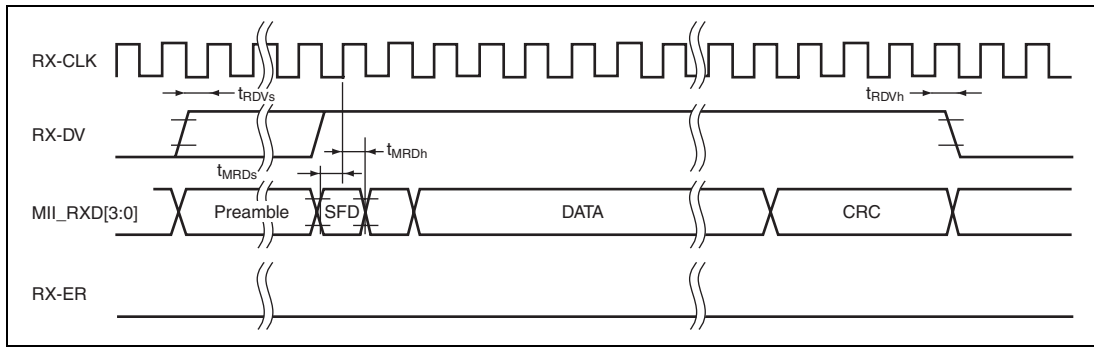 RX-CLK
tRDVs
tRDVh
RX-DV
tMRDh
tMRDs
MII_RXD[3:0]
Preamble
SFD
DATA
CRC
RX-ER